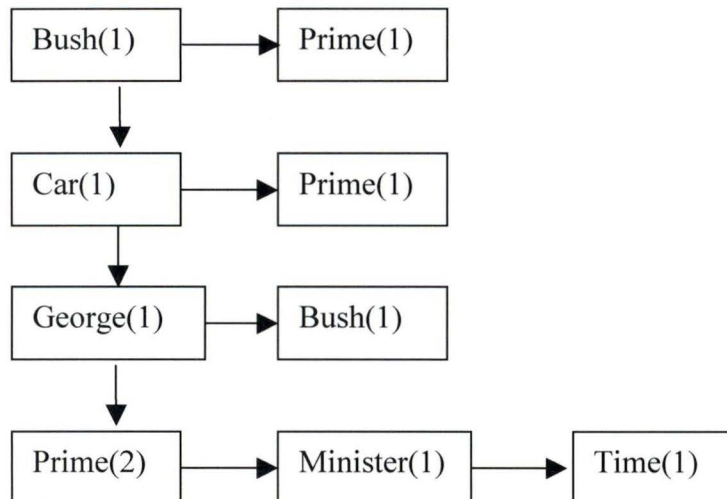 Bush(1) Prime(1)
Car(1) Prime(1)
George(1) Bush(1)
Prime(2) Minister(1) Time(1)